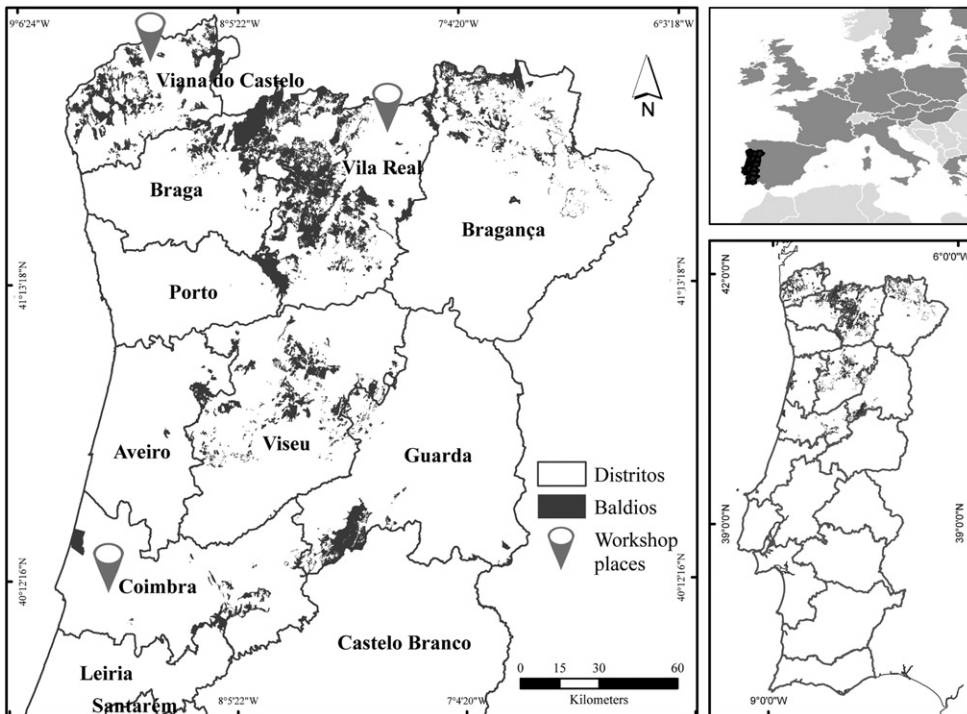 9°6'24"W
8°5'22"W
7°4'20"W
6°3'18"W
Viana do Castelo
N
Vila Real
Braga
Bragança
41°13'18"N
41°13'18"N
Porto
Aveiro
Viseu
Guarda
Distritos
Baldios
Workshop
places
40°12'16"N
40°12'16"N
Coimbra
Castelo Branco
Leiria
Santarém
0 15 30 60
Kilometers
8°5'22"W
7°4'20"W
6°0'0"W
42°0'0"N
39°0'0"N
39°0'0"N
9°0'0"W